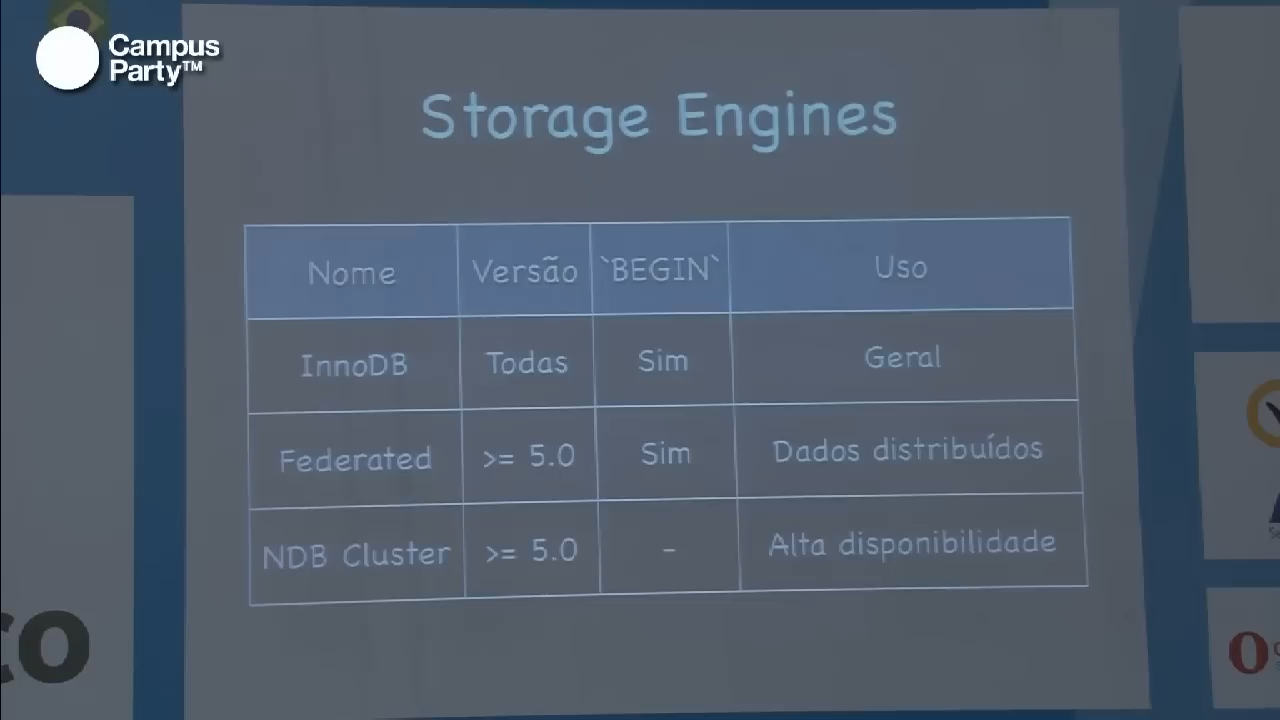 Campus
Party™
Storage Engines
Nome Versão `BEGIN` Uso
InnoDB Todas Sim Geral
Federated >= 5.0 Sim Dados distribuídos
NDB Cluster >= 5.0 - Alta disponibilidade